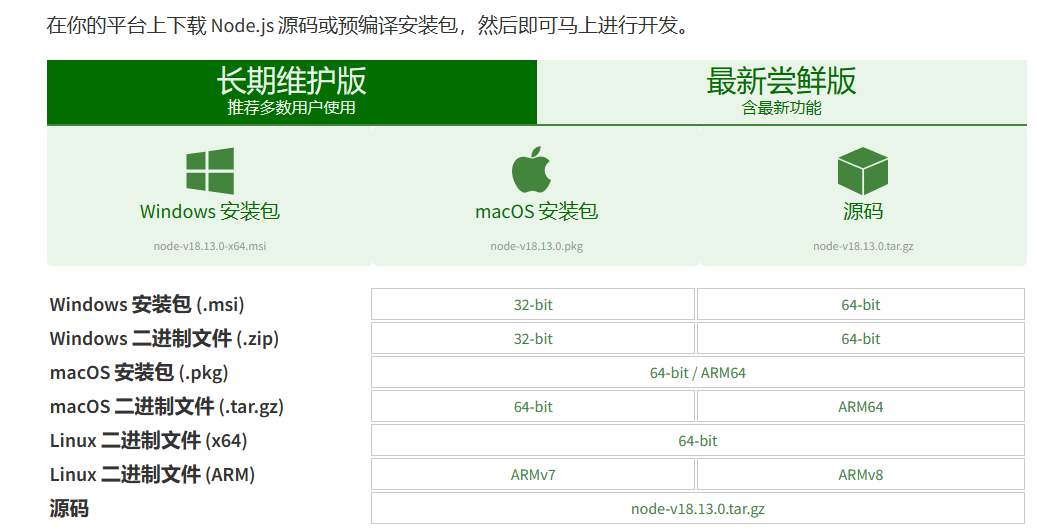 在你的平台上下载 Node.js 源码或预编译安装包，然后即可马上进行开发。
长期维护版 最新尝鲜版
推荐多数用户使用 含最新功能
Windows 安装包 macOS 安装包 源码
node-v18.13.0-x64.msi node-v18.13.0.pkg node-v18.13.0.tar.gz
Windows 安装包 (.msi) 32-bit 64-bit
Windows 二进制文件 (.zip) 32-bit 64-bit
macOS 安装包 (.pkg) 64-bit / ARM64
macOS 二进制文件 (.tar.gz) 64-bit ARM64
Linux 二进制文件 (x64) 64-bit
Linux 二进制文件 (ARM) ARMv7 ARMv8
源码 node-v18.13.0.tar.gz